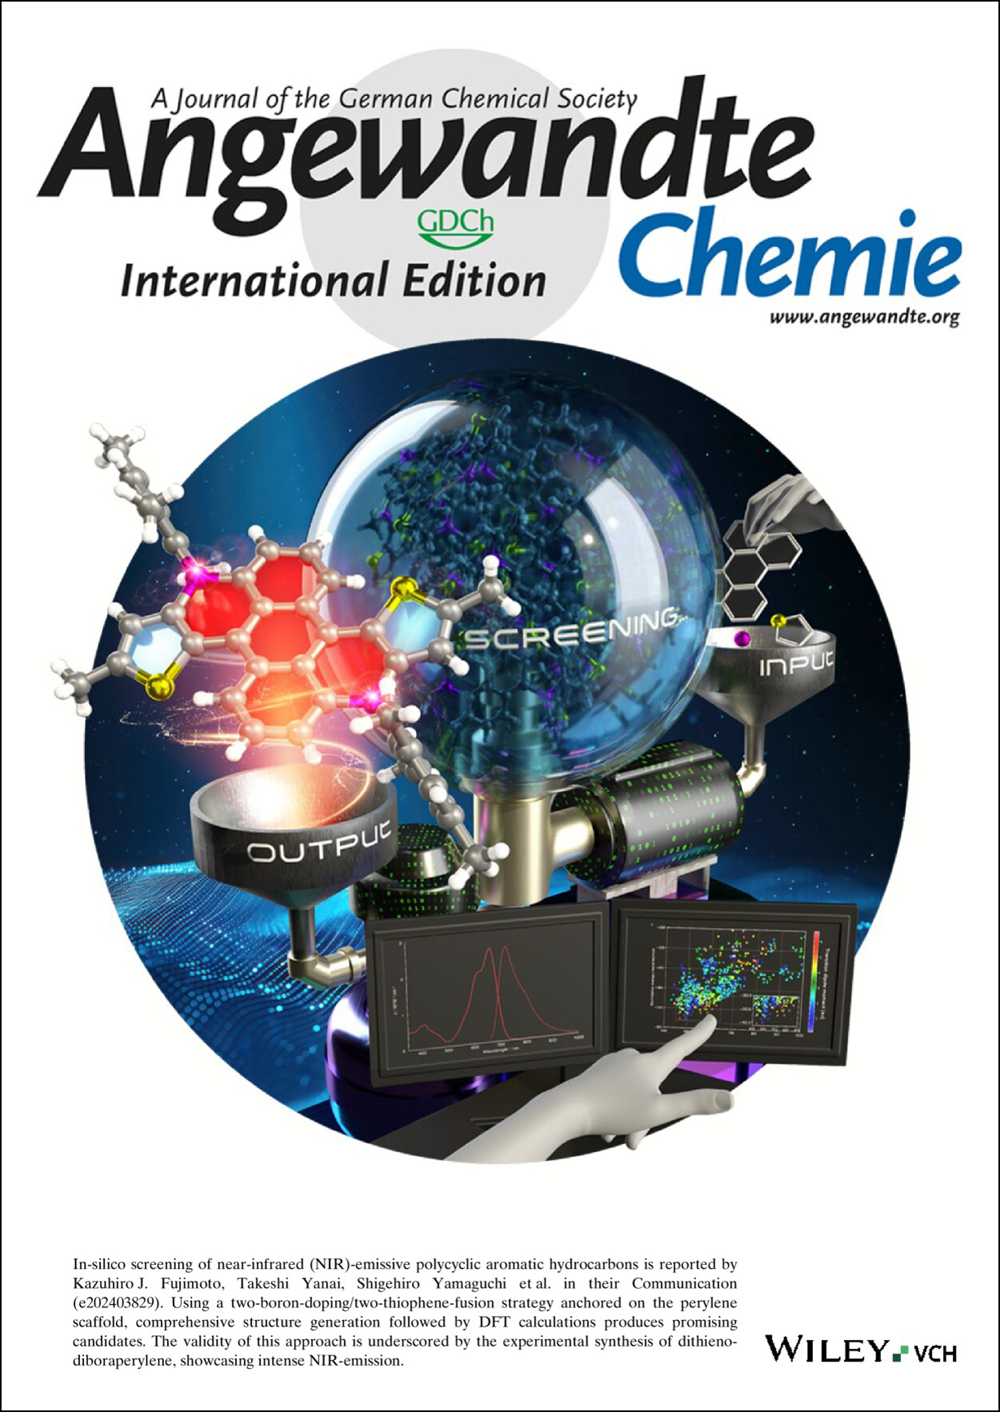 A Journal of the German Chemical Society
Angewandte
GDCh
Chemie
International Edition
www.angewandte.org
SCREENING...
INPUT
OUTPUT
In-silico screening of near-infrared (NIR)-emissive polycyclic aromatic hydrocarbons is reported by
Kazuhiro J. Fujimoto, Takeshi Yanai, Shigehiro Yamaguchi et al. in their Communication
(e202403829). Using a two-boron-doping/two-thiophene-fusion strategy anchored on the perylene
scaffold, comprehensive structure generation followed by DFT calculations produces promising
candidates. The validity of this approach is underscored by the experimental synthesis of dithieno-
diboraperylene, showcasing intense NIR-emission.
WILEY-VCH